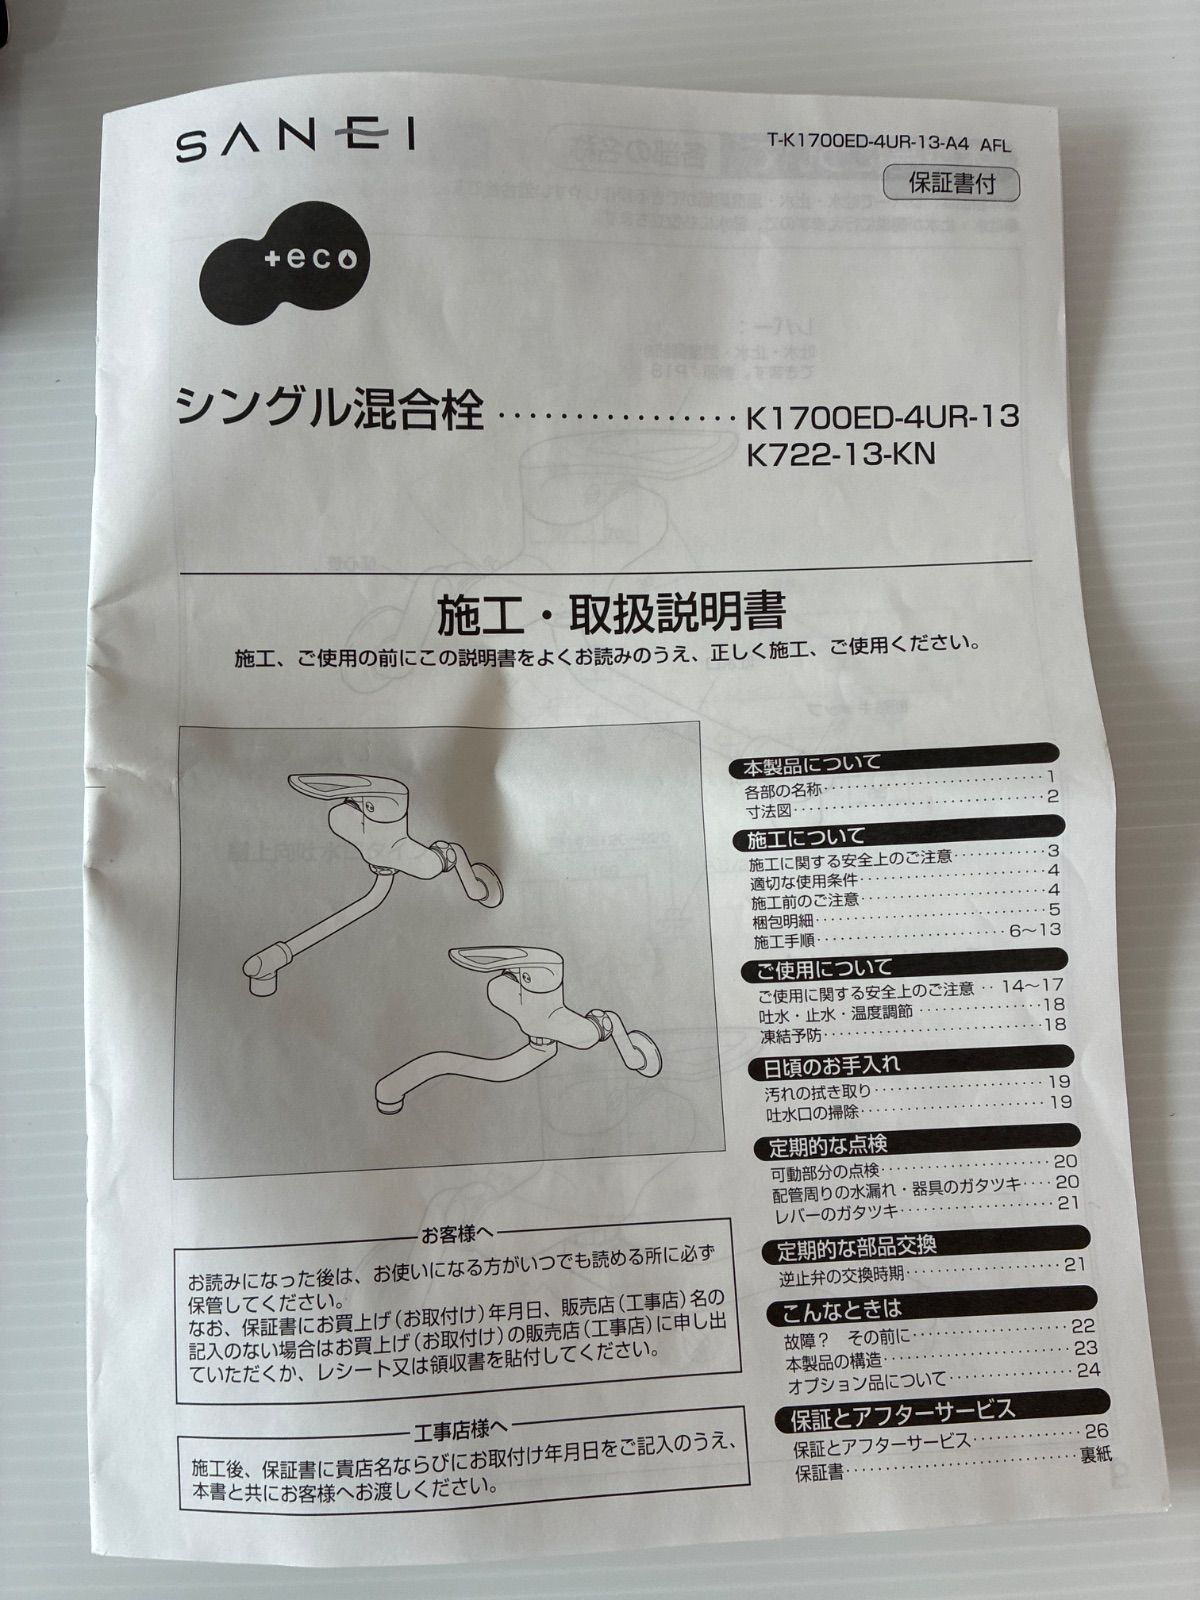 SANEI
T-K1700ED-4UR-13-A4 AFL
保証書付
+eco
シングル混合栓 ················ K1700ED-4UR-13
K722-13-KN
施工・取扱説明書
施工、ご使用の前にこの説明書をよくお読みのうえ、正しく施工、ご使用ください。
本製品について
各部の名称······························1
寸法図··································2
施工について
施工に関する安全上のご注意············3
適切な使用条件························4
施工前のご注意························4
梱包明細······························5
施工手順························6〜13
ご使用について
ご使用に関する安全上のご注意 ·· 14〜17
吐水・止水・温度調節 ················18
凍結予防······························18
日頃のお手入れ
汚れの拭き取り························19
吐水口の掃除··························19
定期的な点検
可動部分の点検························20
配管周りの水漏れ・器具のガタツキ····20
レバーのガタツキ······················21
定期的な部品交換
逆止弁の交換時期······················21
こんなときは
故障？ その前に······················22
本製品の構造··························23
オプション品について··················24
保証とアフターサービス
保証とアフターサービス················26
保証書······························裏紙
お客様へ
お読みになった後は、お使いになる方がいつでも読める所に必ず
保管してください。
なお、保証書にお買上げ（お取付け）年月日、販売店（工事店）名の
記入のない場合はお買上げ（お取付け）の販売店（工事店）に申し出
ていただくか、レシート又は領収書を貼付してください。
工事店様へ
施工後、保証書に貴店名ならびにお取付け年月日をご記入のうえ、
本書と共にお客様へお渡しください。